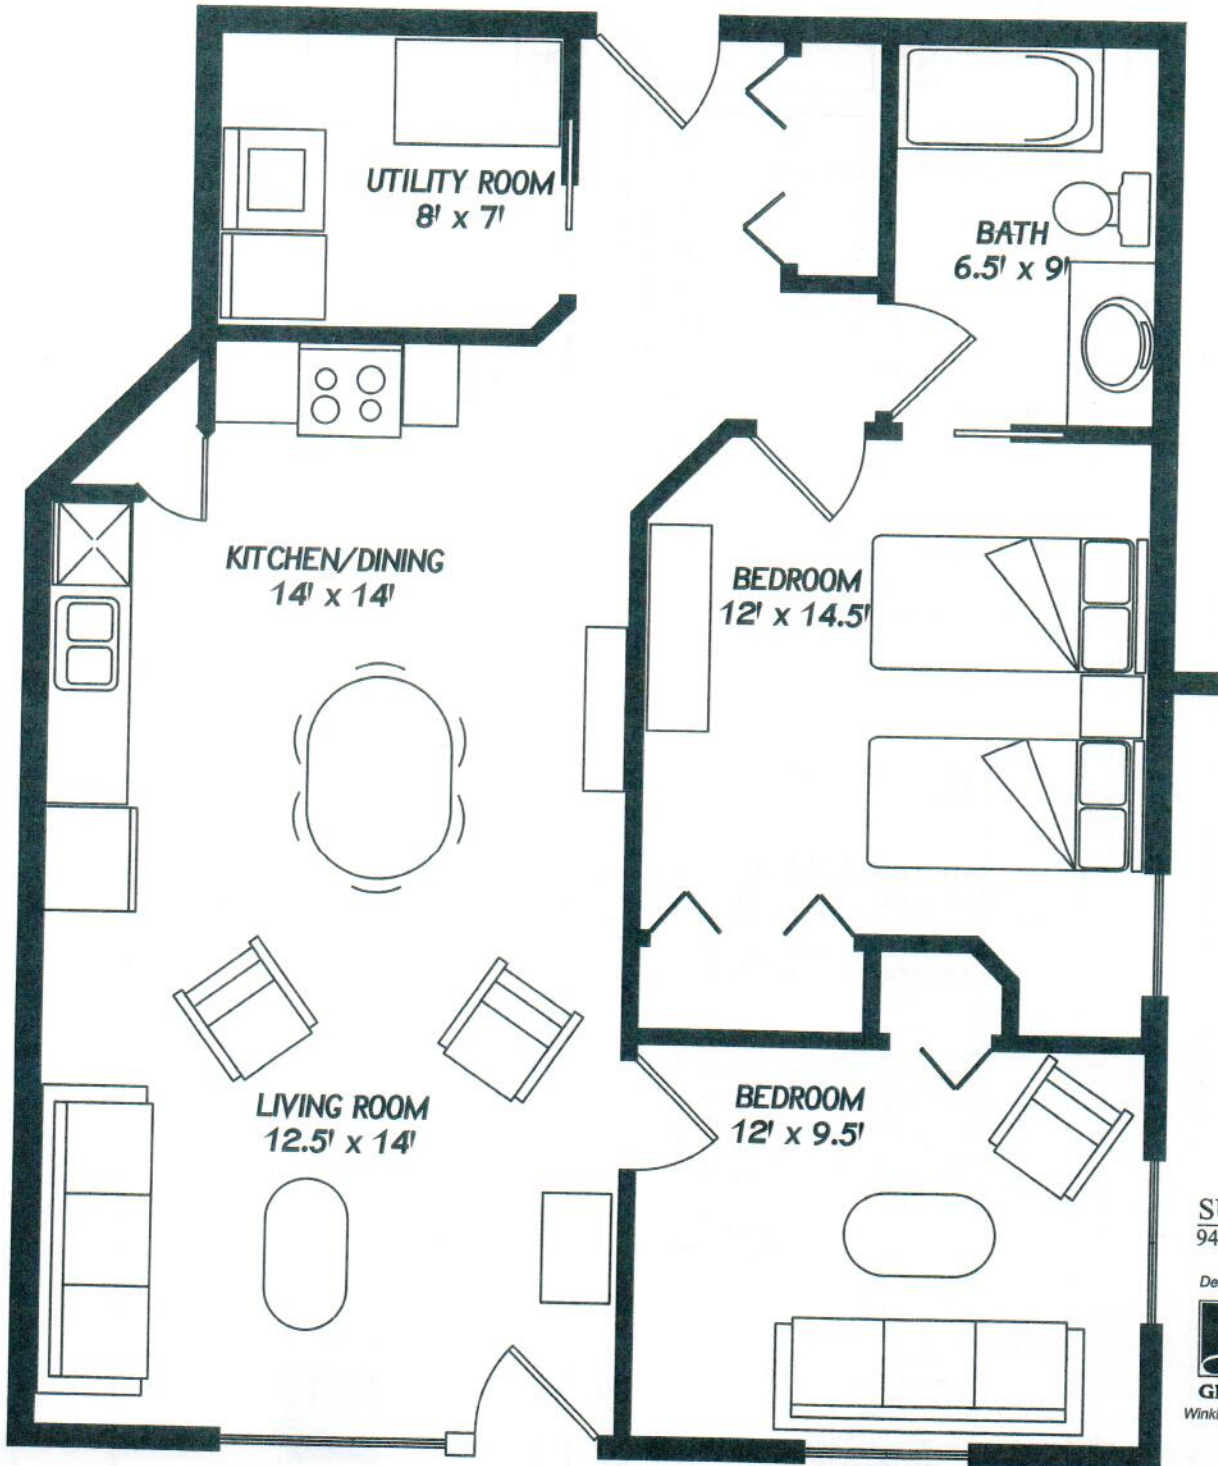 UTILITY ROOM
8' x 7'
BATH
6.5' x 9'
KITCHEN/DINING
14' x 14'
BEDROOM
12' x 14.5'
LIVING ROOM
12.5' x 14'
BEDROOM
12' x 9.5'
94